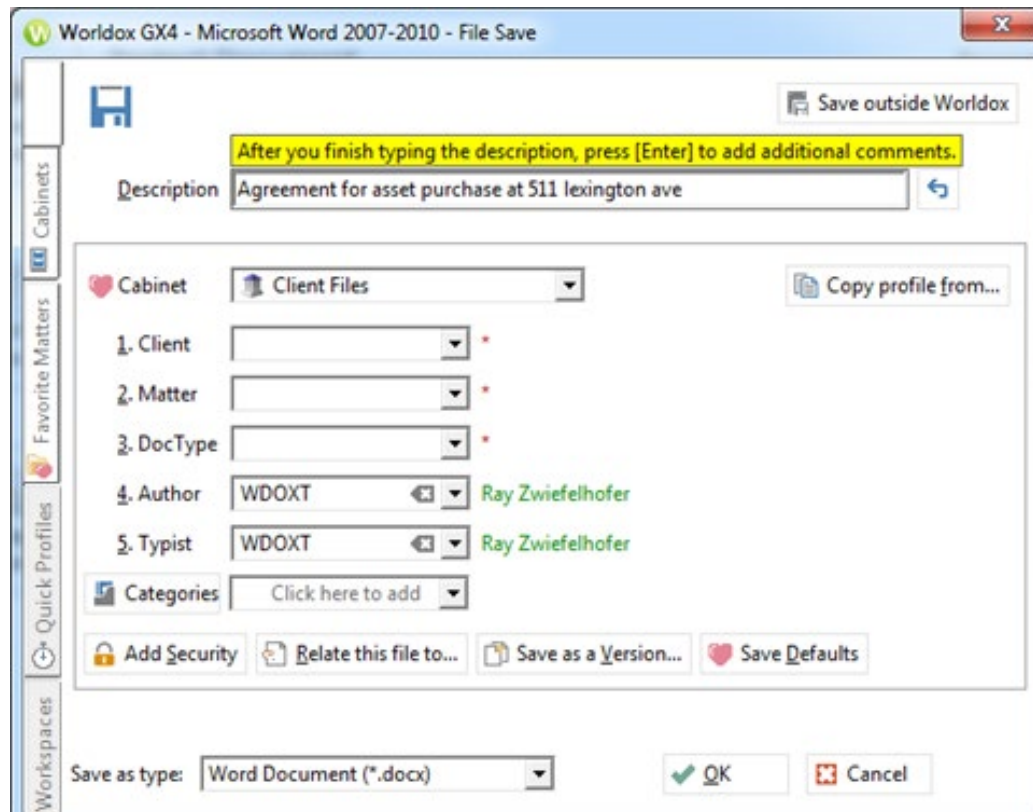 Worldox GX4 - Microsoft Word 2007-2010 - File Save
Save outside Worldox
After you finish typing the description, press [Enter] to add additional comments.
Description Agreement for asset purchase at 511 lexington ave
Cabinets
Favorite Matters
Quick Profiles
Workspaces
Cabinet Client Files Copy profile from...
1. Client *
2. Matter *
3. DocType *
4. Author WDOXT Ray Zwiefelhofer
5. Typist WDOXT Ray Zwiefelhofer
Categories Click here to add
Add Security Relate this file to... Save as a Version... Save Defaults
Save as type: Word Document (*.docx) OK Cancel